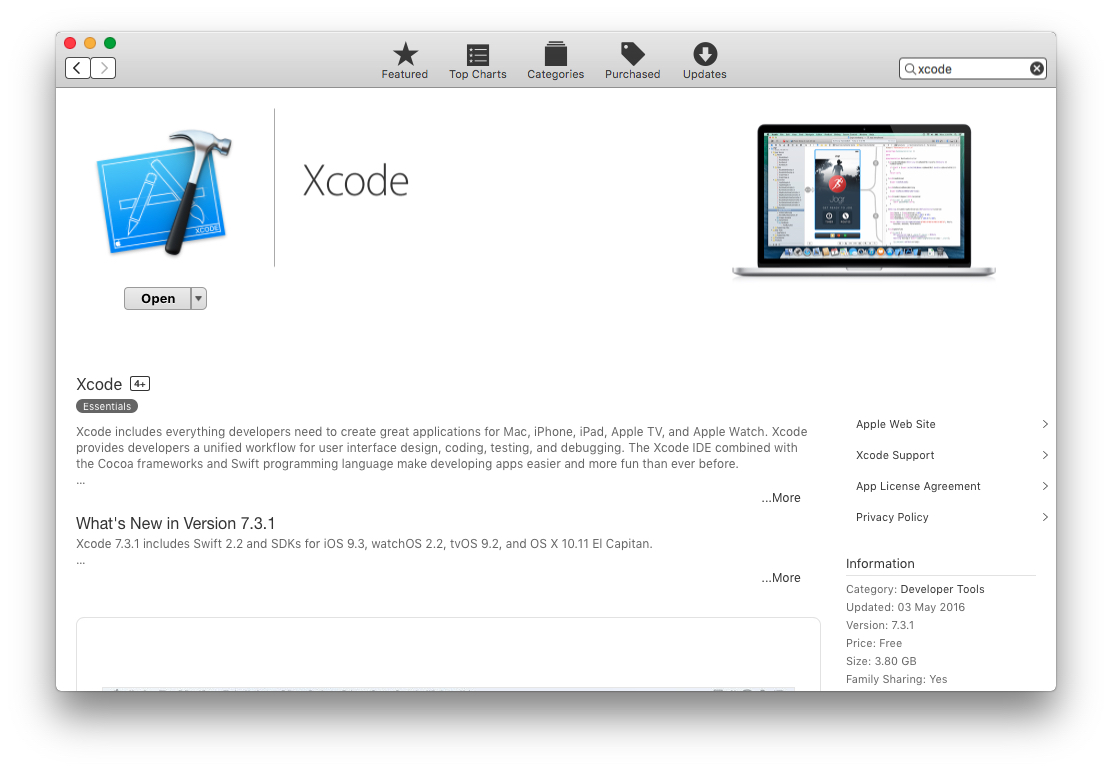 Featured
Top Charts
Categories
Purchased
Updates
xcode
XCODE
Xcode
Jogr
Open
Xcode 4+
Essentials
Xcode includes everything developers need to create great applications for Mac, iPhone, iPad, Apple TV, and Apple Watch. Xcode
provides developers a unified workflow for user interface design, coding, testing, and debugging. The Xcode IDE combined with
the Cocoa frameworks and Swift programming language make developing apps easier and more fun than ever before.
...
...More
What's New in Version 7.3.1
Xcode 7.3.1 includes Swift 2.2 and SDKs for iOS 9.3, watchOS 2.2, tvOS 9.2, and OS X 10.11 El Capitan.
...
...More
Apple Web Site
Xcode Support
App License Agreement
Privacy Policy
Information
Category: Developer Tools
Updated: 03 May 2016
Version: 7.3.1
Price: Free
Size: 3.80 GB
Family Sharing: Yes